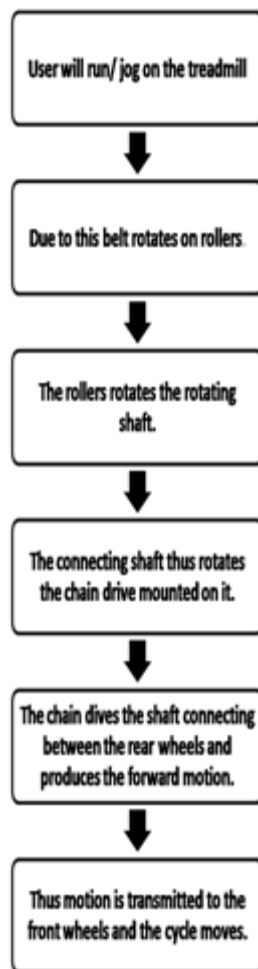 User will run/ jog on the treadmill
Due to this belt rotates on rollers.
The rollers rotates the rotating
shaft.
The connecting shaft thus rotates
the chain drive mounted on it.
The chain dives the shaft connecting
between the rear wheels and
produces the forward motion.
Thus motion is transmitted to the
front wheels and the cycle moves.